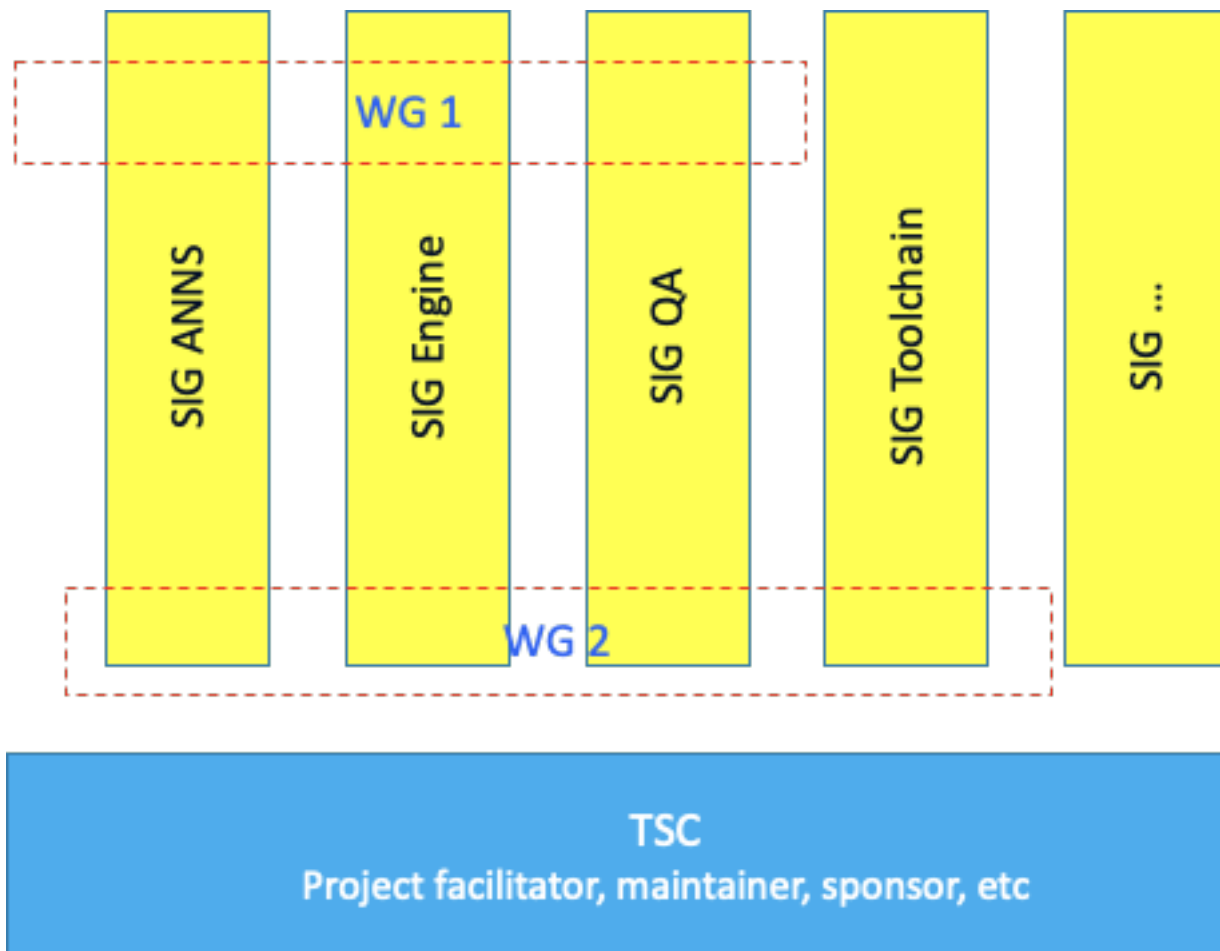 WG 1
SIG ANNS
SIG Engine
SIG QA
SIG Toolchain
SIG ...
WG 2
TSC
Project facilitator, maintainer, sponsor, etc